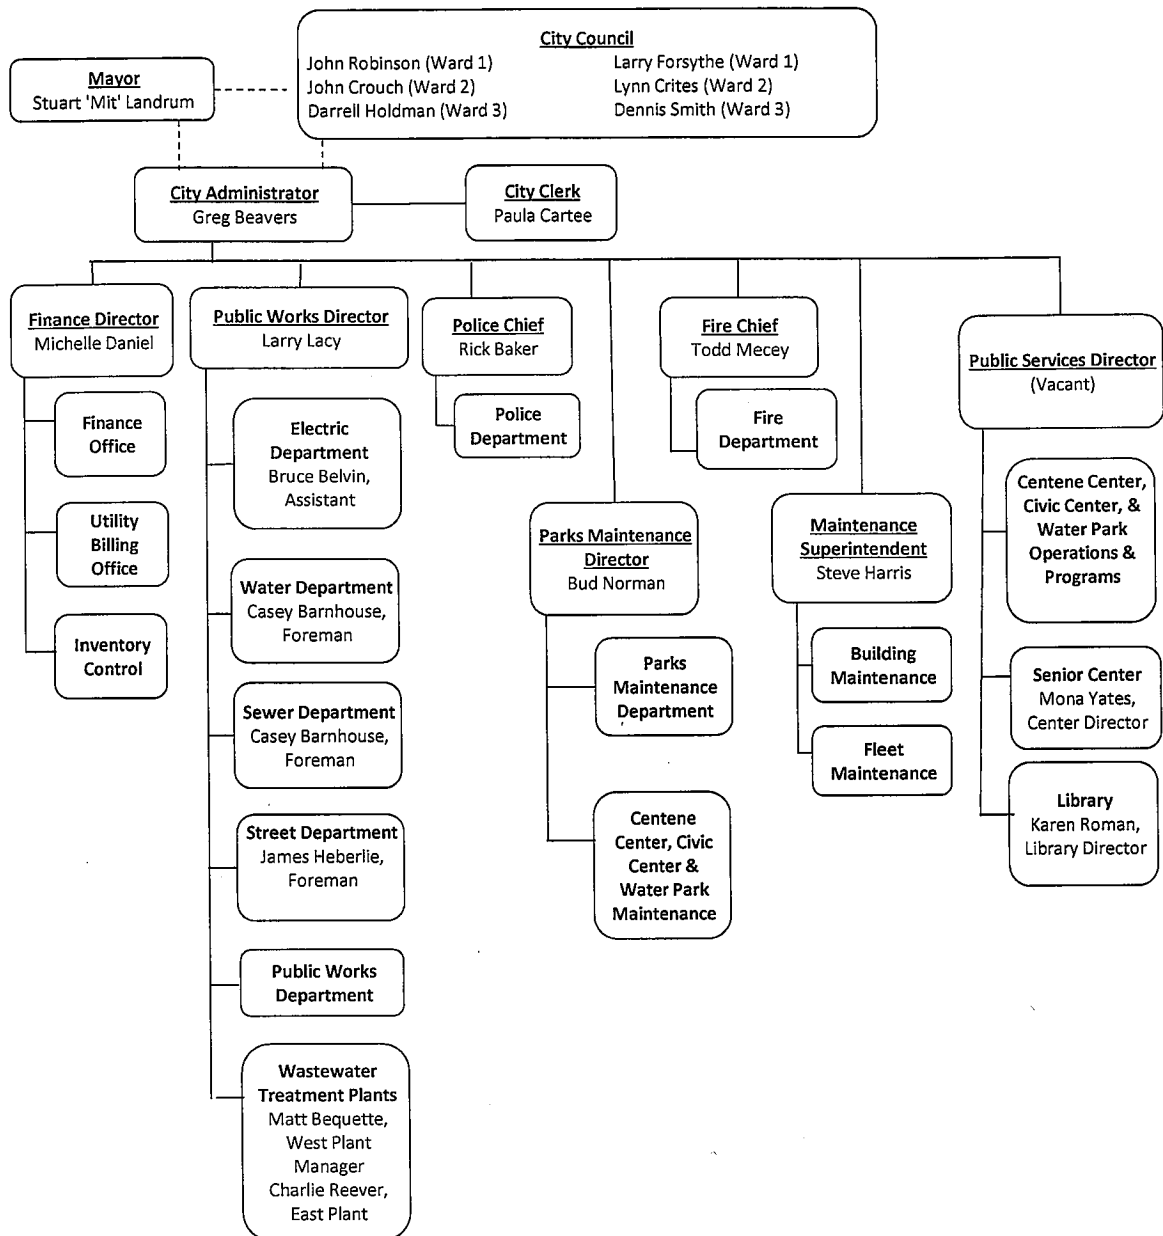 City Council
John Robinson (Ward 1)
Larry Forsythe (Ward 1)
John Crouch (Ward 2)
Lynn Crites (Ward 2)
Darrell Holdman (Ward 3)
Dennis Smith (Ward 3)
Mayor
Stuart 'Mit' Landrum
City Administrator
Greg Beavers
City Clerk
Paula Cartee
Finance Director
Michelle Daniel
Finance
Office
Utility
Billing
Office
Inventory
Control
Public Works Director
Larry Lacy
Electric
Department
Bruce Belvin,
Assistant
Water Department
Casey Barnhouse,
Foreman
Sewer Department
Casey Barnhouse,
Foreman
Street Department
James Heberlie,
Foreman
Public Works
Department
Wastewater
Treatment Plants
Matt Bequette,
West Plant
Manager
Charlie Reever,
East Plant
Police Chief
Rick Baker
Police
Department
Parks Maintenance
Director
Bud Norman
Parks
Maintenance
Department
Centene
Center, Civic
Center &
Water Park
Maintenance
Fire Chief
Todd Mecey
Fire
Department
Maintenance
Superintendent
Steve Harris
Building
Maintenance
Fleet
Maintenance
Public Services Director
(Vacant)
Centene Center,
Civic Center, &
Water Park
Operations &
Programs
Senior Center
Mona Yates,
Center Director
Library
Karen Roman,
Library Director